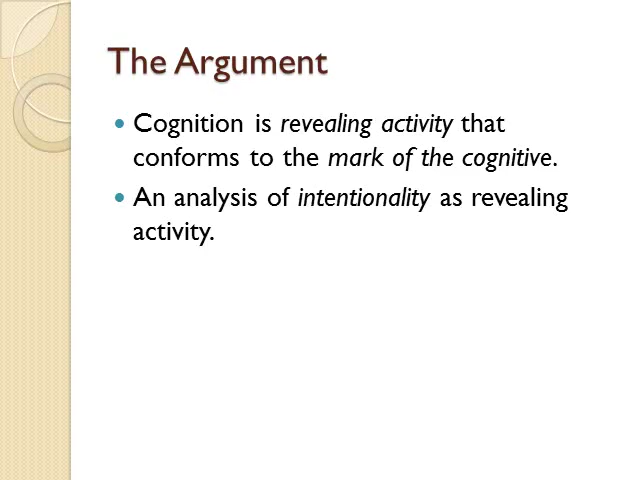 The Argument
Cognition is revealing activity that
conforms to the mark of the cognitive.
An analysis of intentionality as revealing
activity.